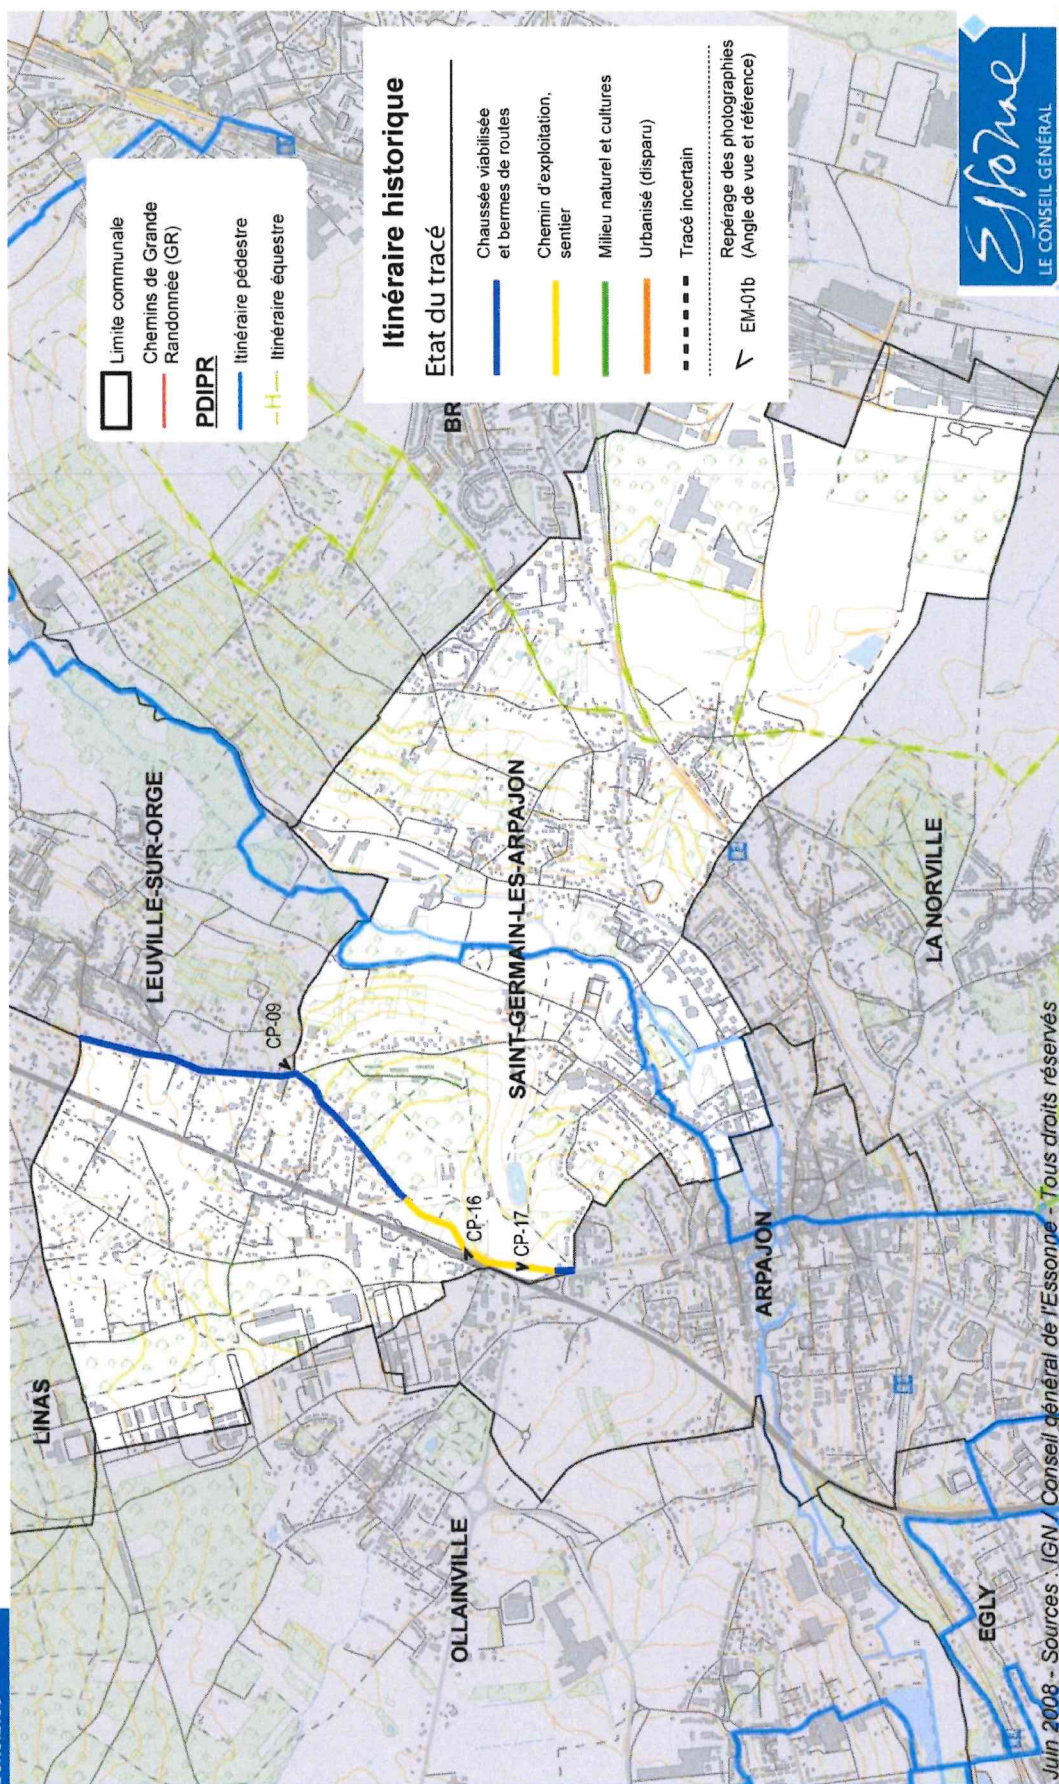 Limite communale
Chemins de Grande
Randonnée (GR)
PDIPR
Itinéraire pédestre
-H- Itinéraire équestre
Itinéraire historique
Etat du tracé
Chaussée viabilisée
et bermes de routes
Chemin d'exploitation,
sentier
Milieu naturel et cultures
Urbanisé (disparu)
Tracé incertain
EM-01b
Repérage des photographies
(Angle de vue et référence)
Essonne
LE CONSEIL GÉNÉRAL
BR
LINAS
LEUVILLE-SUR-ORGE
CP-09
CP-16
CP-17
SAINT-GERMAIN-LES-ARPAJON
OLLAINVILLE
ARPAJON
LA NORVILLE
EGLY
Juin 2008 - Sources : IGN / Conseil général de l'Essonne - Tous droits réservés